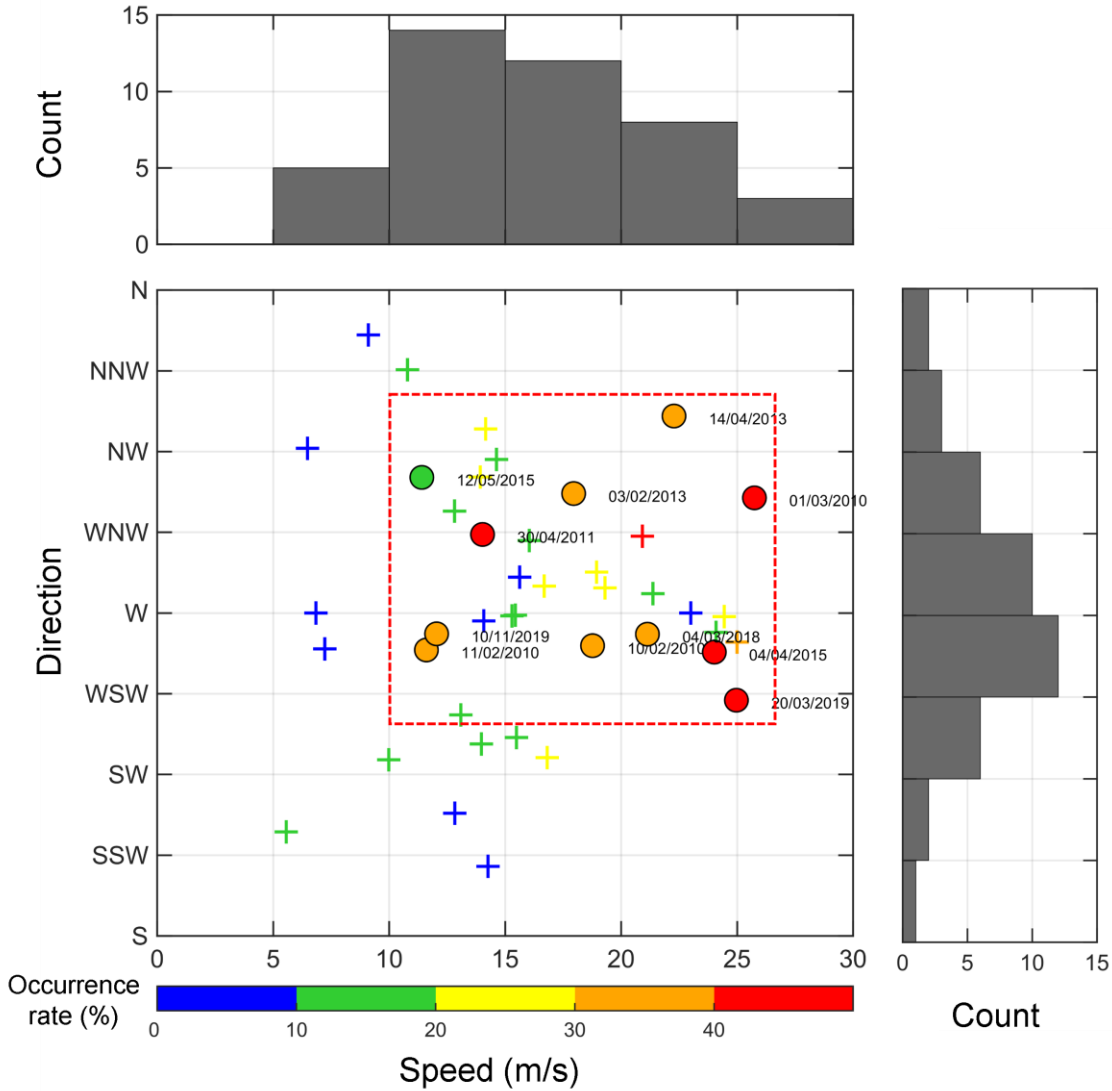 15
10
5
0
Count
N
NNW
NW
WNW
W
WSW
SW
SSW
S
Direction
14/04/2013
12/05/2015
03/02/2013
01/03/2010
30/04/2011
10/11/2019
11/02/2010
10/02/2010
04/03/2018
04/04/2015
20/03/2019
0 5 10 15 20 25 30
0 5 10 15
Count
Occurrence
rate (%)
0 10 20 30 40
Speed (m/s)